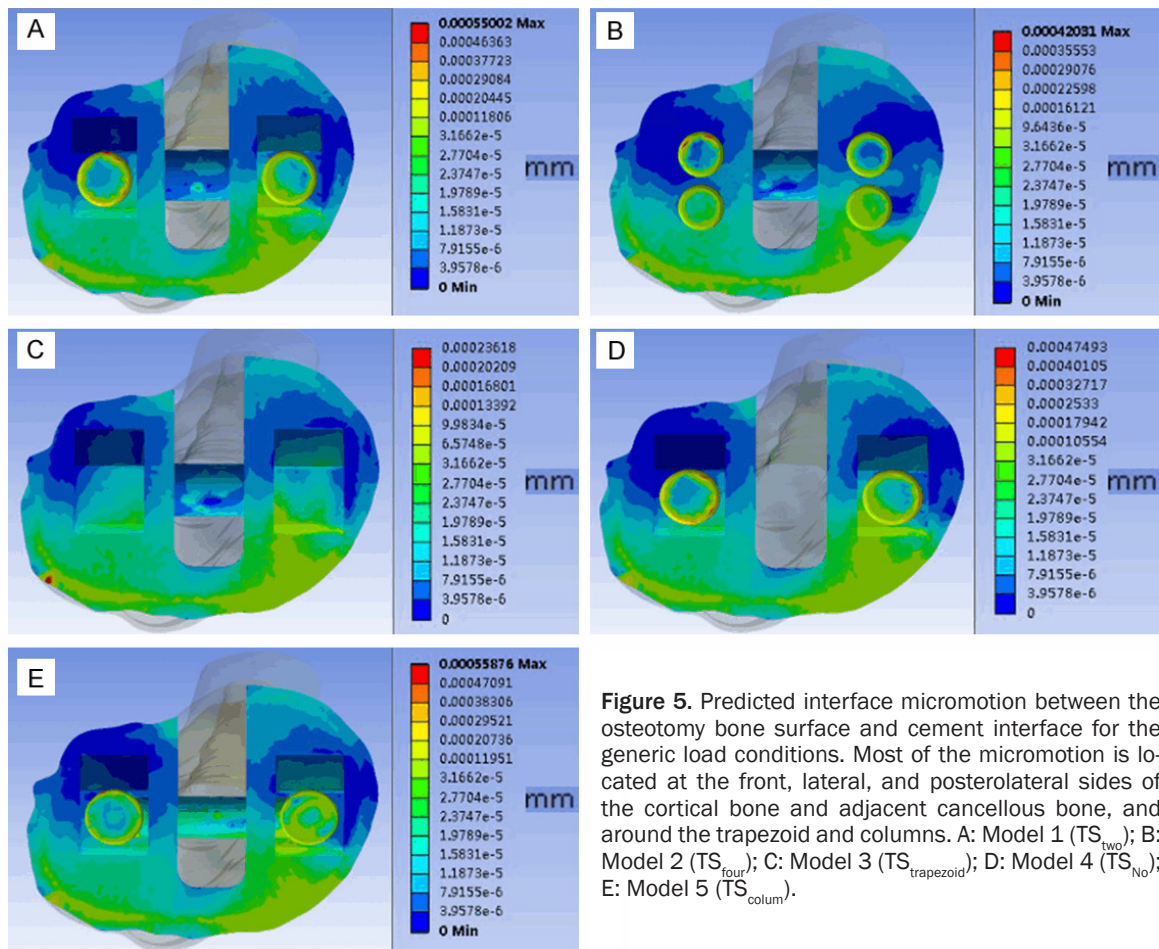 A
0.00055002 Max
0.00046363
0.00037723
0.00029084
0.00020445
0.00011806
3.1662e-5
2.7704e-5
2.3747e-5
1.9789e-5
1.5831e-5
1.1873e-5
7.9155e-6
3.9578e-6
0 Min
mm
B
0.00042031 Max
0.00035553
0.00029076
0.00022598
0.00016121
9.6436e-5
3.1662e-5
2.7704e-5
2.3747e-5
1.9789e-5
1.5831e-5
1.1873e-5
7.9155e-6
3.9578e-6
0 Min
mm
C
0.00023618
0.00020209
0.00016801
0.00013392
9.9834e-5
6.5748e-5
3.1662e-5
2.7704e-5
2.3747e-5
1.9789e-5
1.5831e-5
1.1873e-5
7.9155e-6
3.9578e-6
0
mm
D
0.00047493
0.00040105
0.00032717
0.0002533
0.00017942
0.00010554
3.1662e-5
2.7704e-5
2.3747e-5
1.9789e-5
1.5831e-5
1.1873e-5
7.9155e-6
3.9578e-6
0
mm
E
0.00055876 Max
0.00047091
0.00038306
0.00029521
0.00020736
0.00011951
3.1662e-5
2.7704e-5
2.3747e-5
1.9789e-5
1.5831e-5
1.1873e-5
7.9155e-6
3.9578e-6
0 Min
mm
Figure 5. Predicted interface micromotion between the
osteotomy bone surface and cement interface for the
generic load conditions. Most of the micromotion is lo-
cated at the front, lateral, and posterolateral sides of
the cortical bone and adjacent cancellous bone, and
around the trapezoid and columns. A: Model 1 (TStwo); B:
Model 2 (TSfour); C: Model 3 (TStrapezoid); D: Model 4 (TSNo);
E: Model 5 (TScolum).